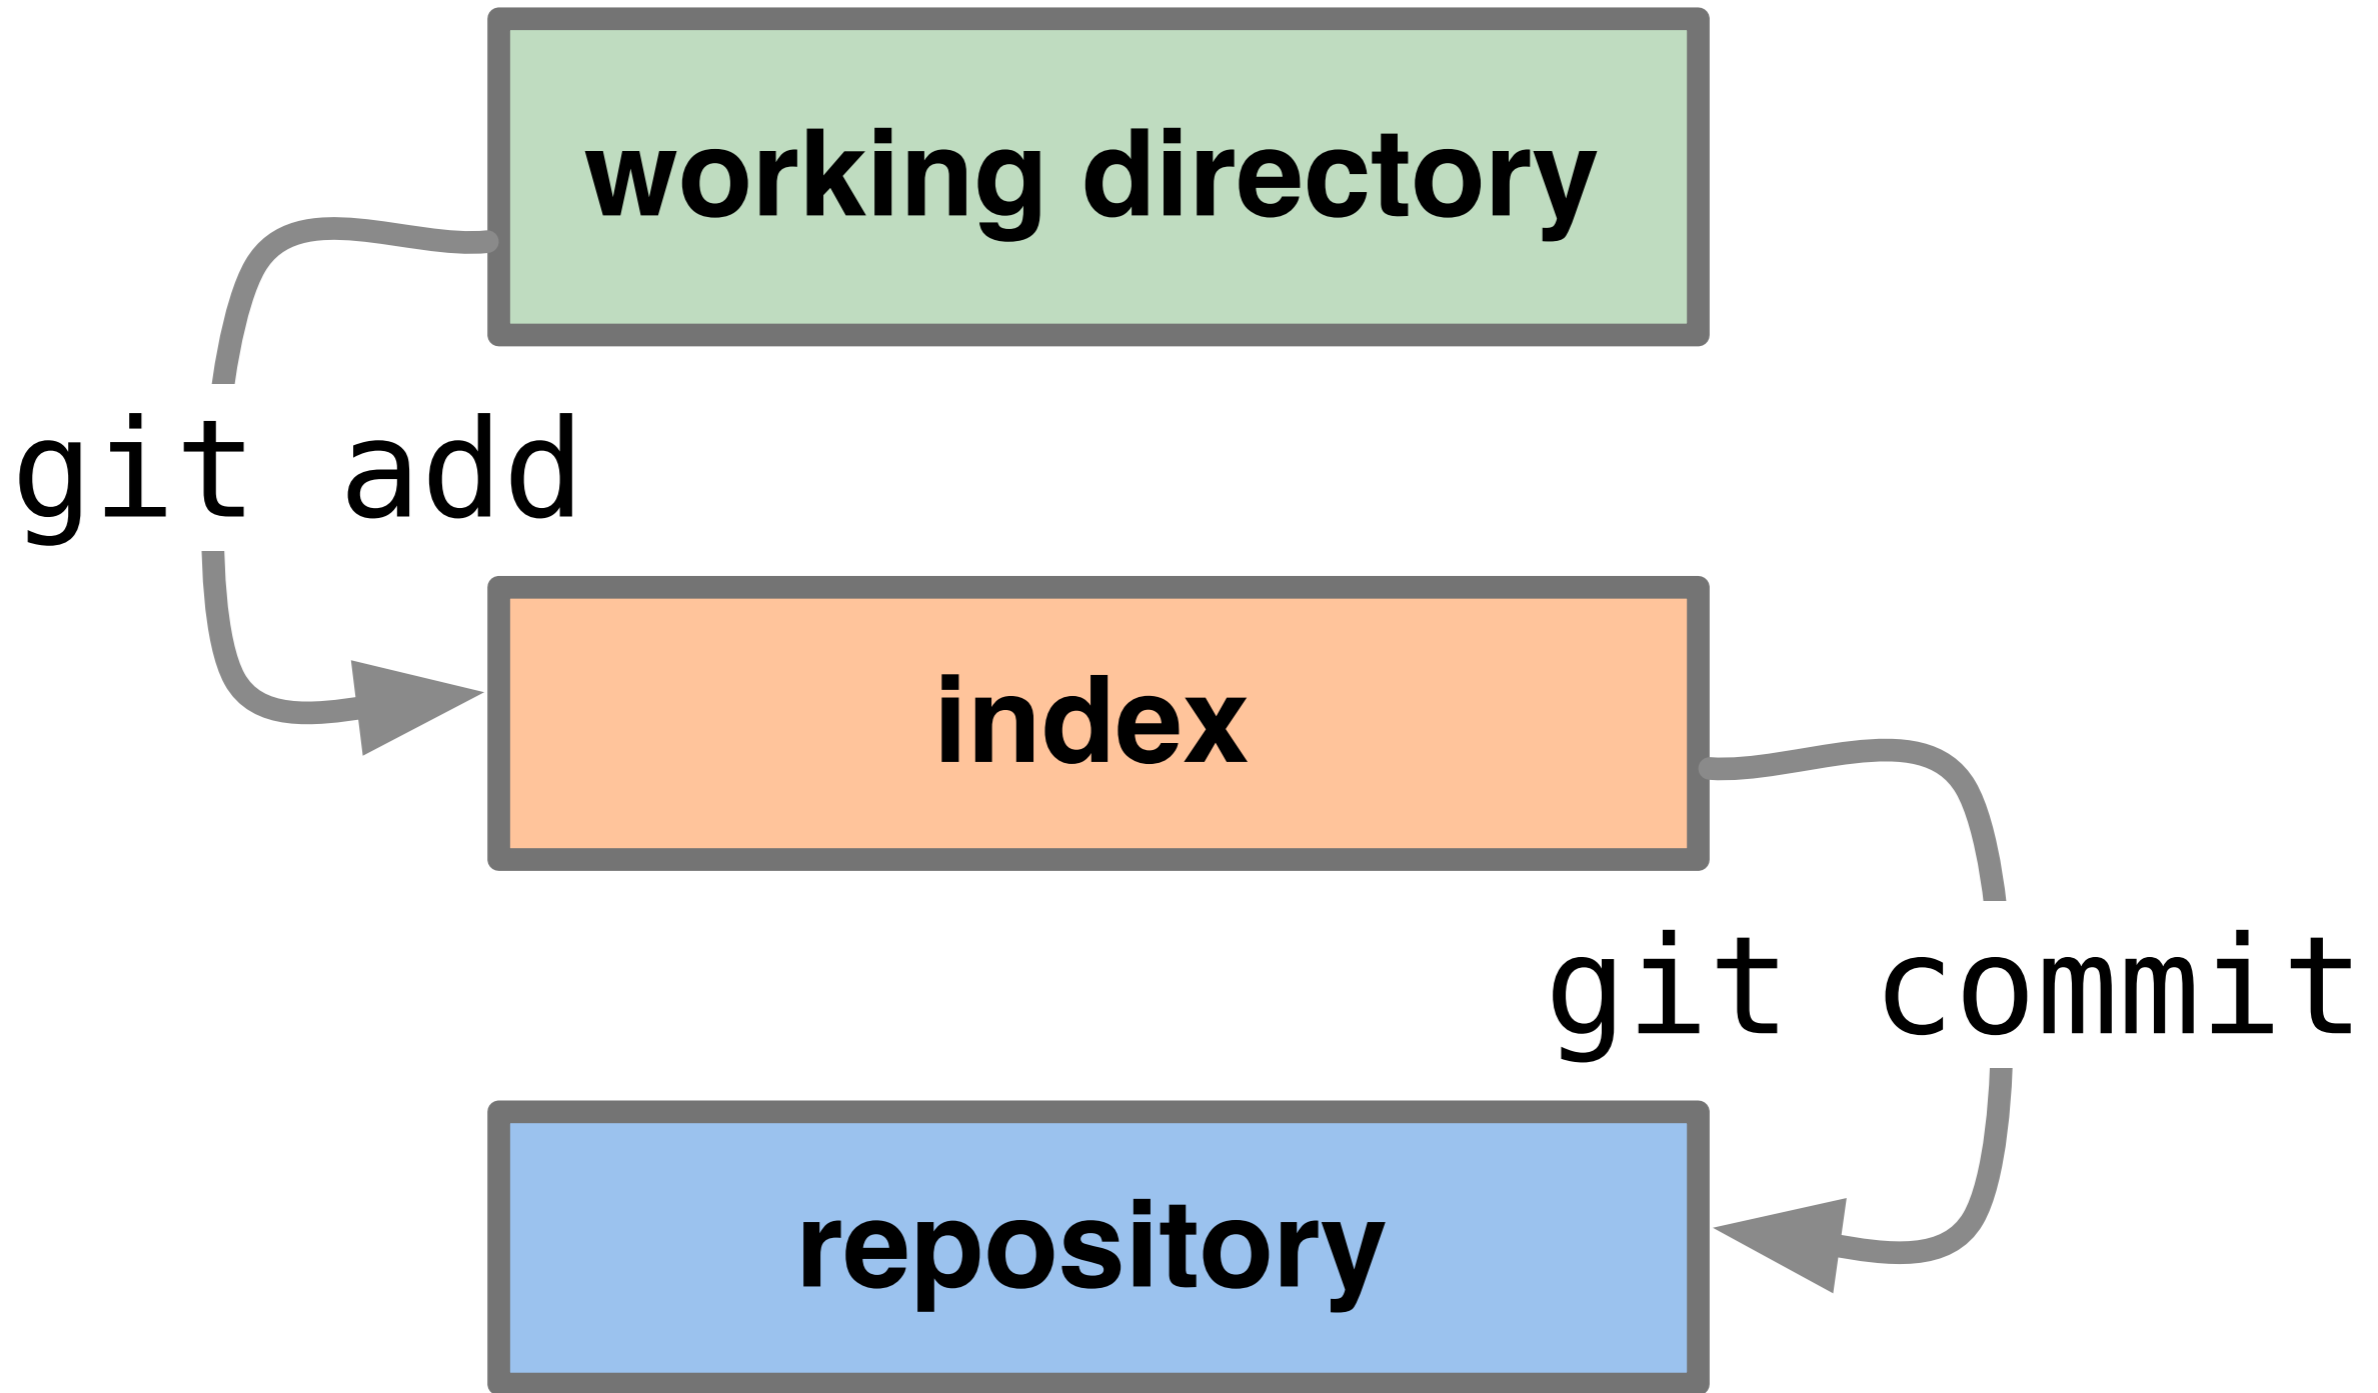 working directory
git add
index
git commit
repository